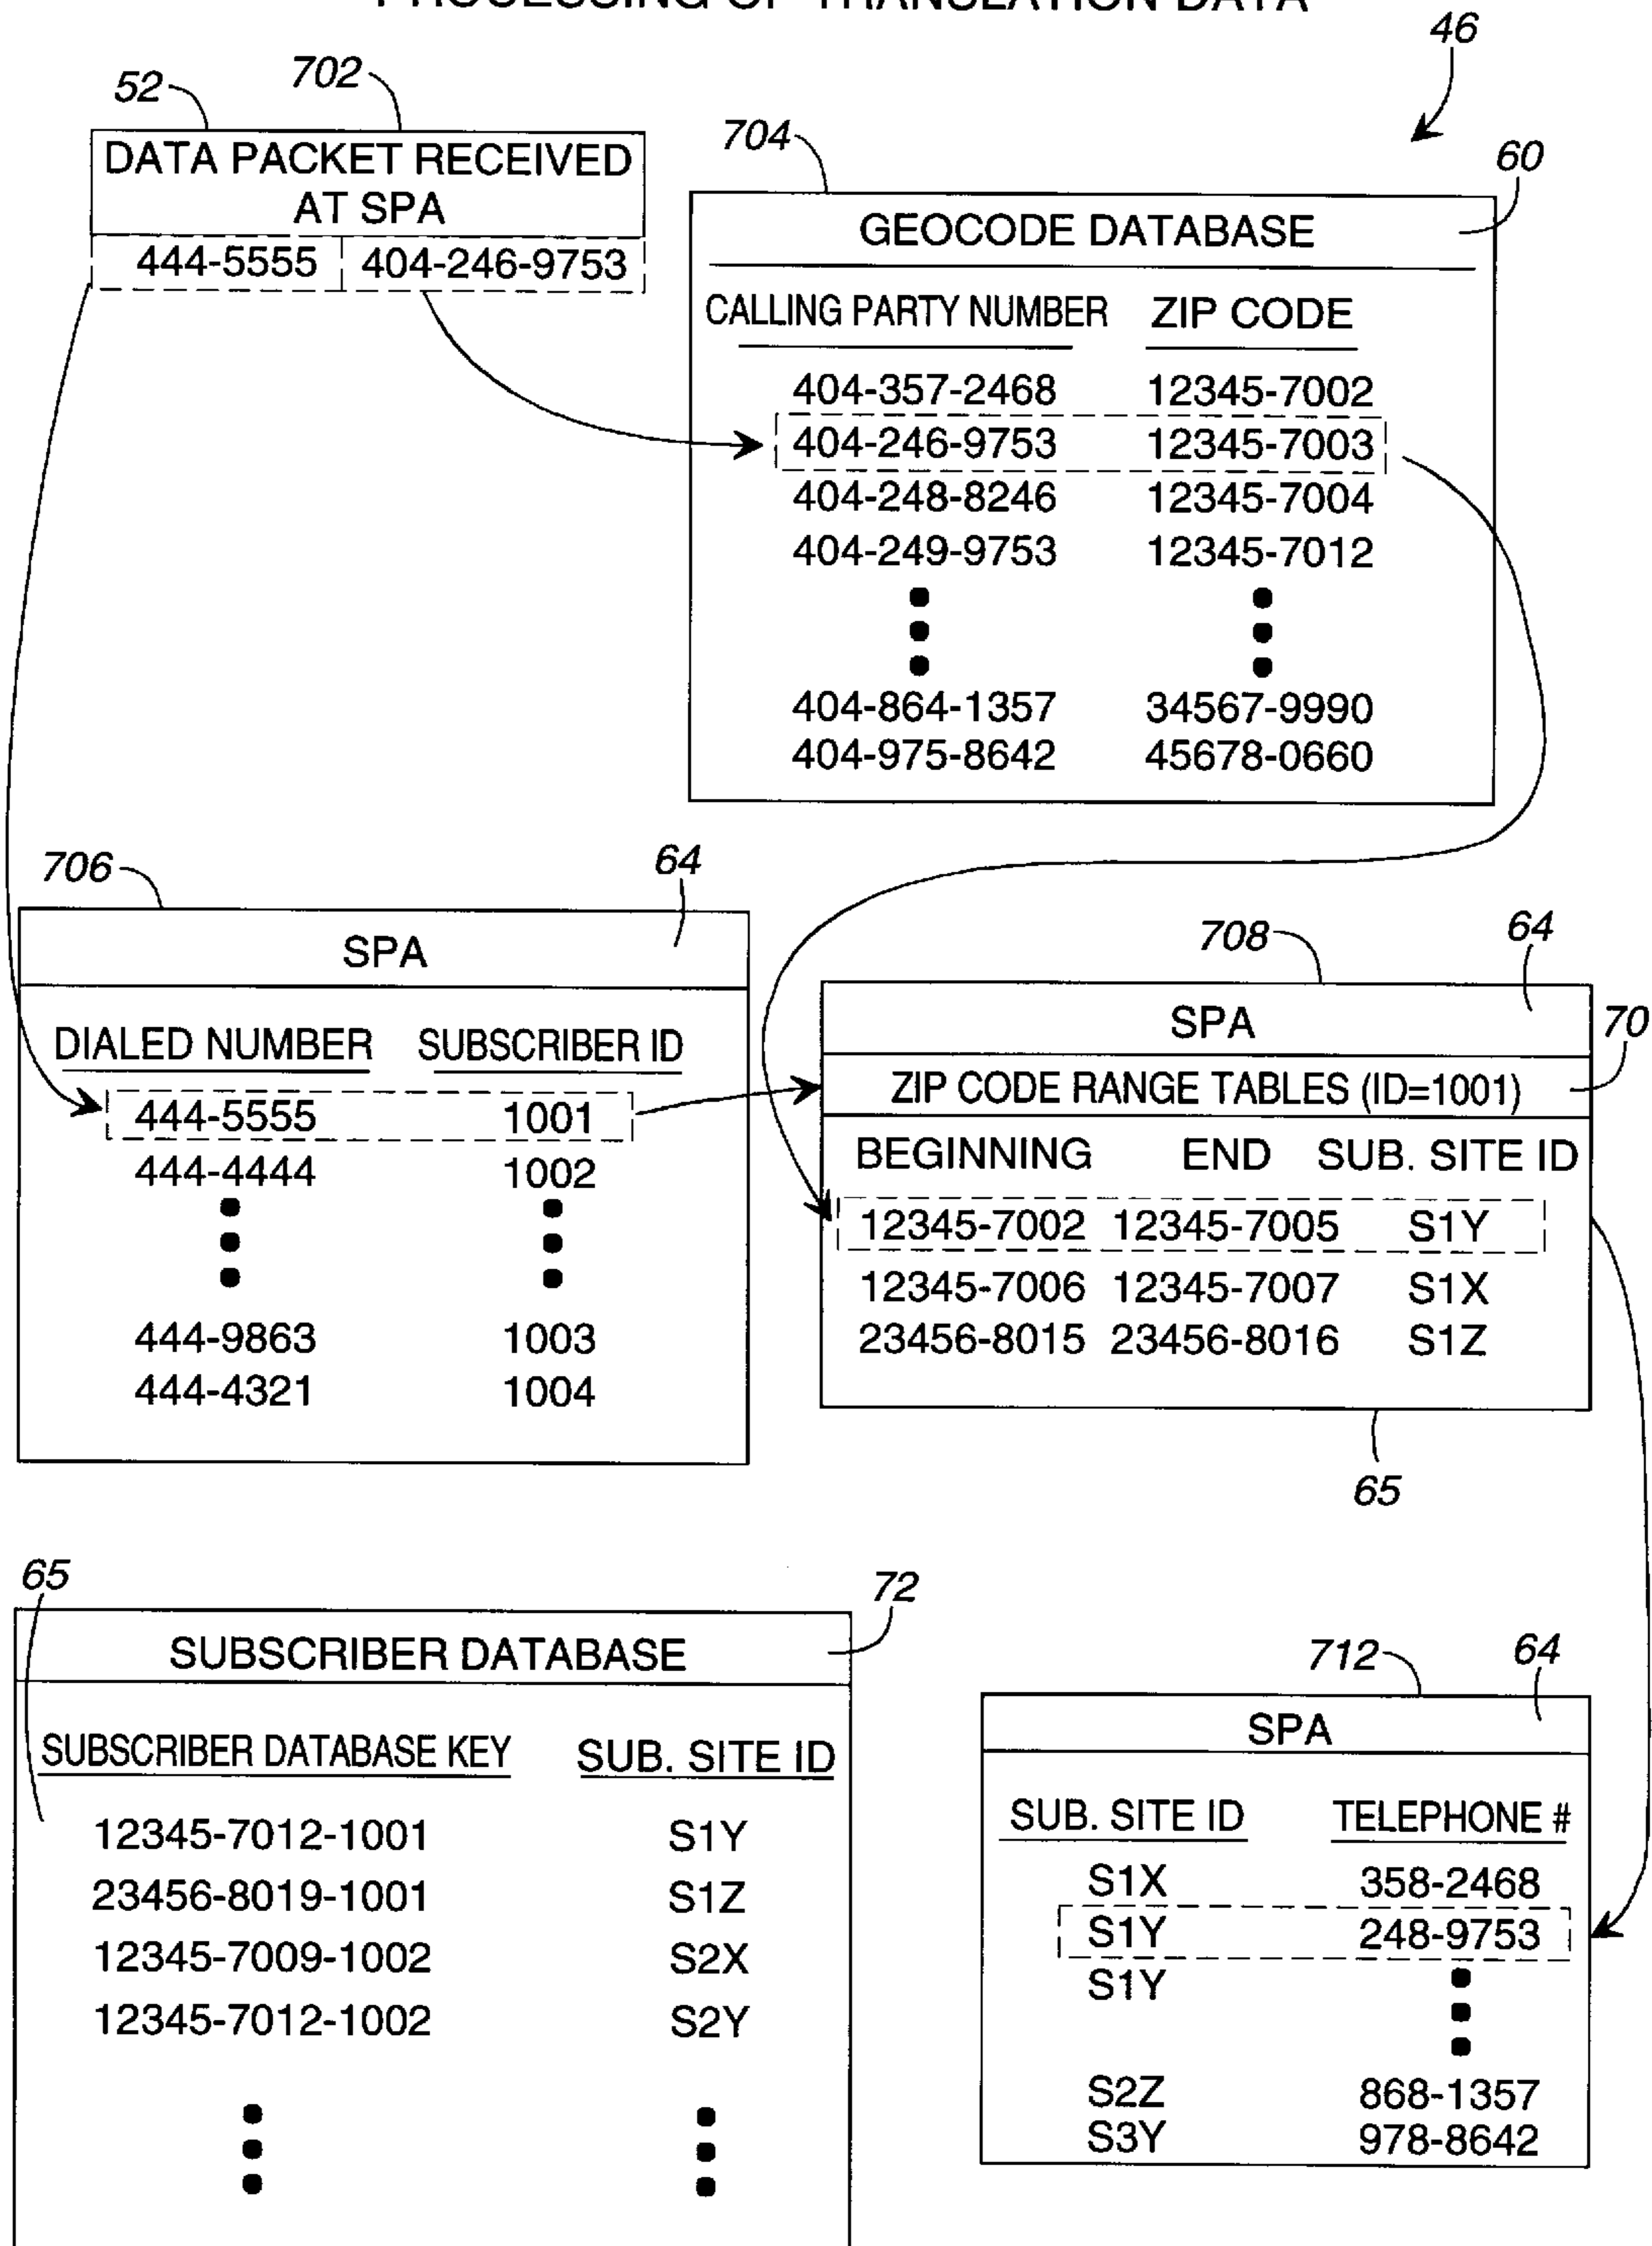 PROCESSING OF TRANSLATION DATA
46
52
702
DATA PACKET RECEIVED
AT SPA
444-5555 404-246-9753
704
60
GEOCODE DATABASE
CALLING PARTY NUMBER ZIP CODE
404-357-2468 12345-7002
404-246-9753 12345-7003
404-248-8246 12345-7004
404-249-9753 12345-7012
404-864-1357 34567-9990
404-975-8642 45678-0660
706
64
SPA
DIALED NUMBER SUBSCRIBER ID
444-5555 1001
444-4444 1002
444-9863 1003
444-4321 1004
708
64
70
SPA
ZIP CODE RANGE TABLES (ID=1001)
BEGINNING END SUB. SITE ID
12345-7002 12345-7005 S1Y
12345-7006 12345-7007 S1X
23456-8015 23456-8016 S1Z
65
65
72
SUBSCRIBER DATABASE
SUBSCRIBER DATABASE KEY SUB. SITE ID
12345-7012-1001 S1Y
23456-8019-1001 S1Z
12345-7009-1002 S2X
12345-7012-1002 S2Y
712
64
SPA
SUB. SITE ID TELEPHONE #
S1X 358-2468
S1Y 248-9753
S1Y
S2Z 868-1357
S3Y 978-8642